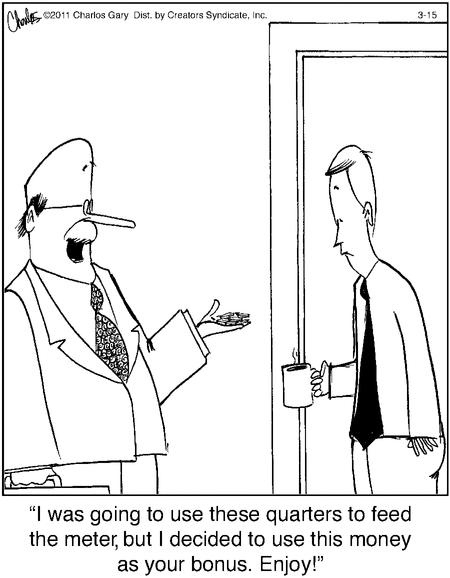 Charlos ©2011 Charlos Gary Dist. by Creators Syndicate, Inc. 3-15
“I was going to use these quarters to feed
the meter, but I decided to use this money
as your bonus. Enjoy!”